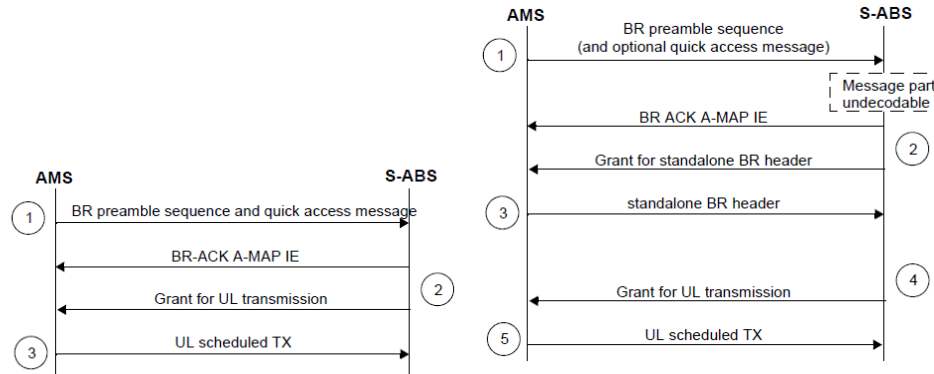 AMS
S-ABS
1
BR preamble sequence and quick access message
BR-ACK A-MAP IE
2
Grant for UL transmission
3
UL scheduled TX
AMS
S-ABS
BR preamble sequence
(and optional quick access message)
1
Message part
undecodable
BR ACK A-MAP IE
2
Grant for standalone BR header
3
standalone BR header
4
Grant for UL transmission
5
UL scheduled TX